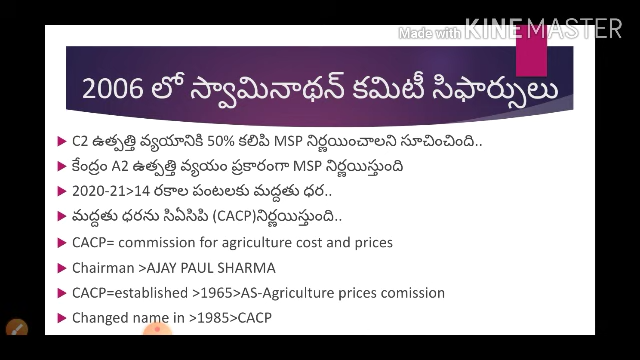 Made with KINEMASTER
2006 లో స్వామినాథన్ కమిటీ సిఫార్సులు
C2 ఉత్పత్తి వ్యయానికి 50% కలిపి MSP నిర్ణయించాలని సూచించింది..
కేంద్రం A2 ఉత్పత్తి వ్యయం ప్రకారంగా MSP నిర్ణయిస్తుంది
2020-21>14 రకాల పంటలకు మద్దతు ధర..
మద్దతు ధరను సిఏసిపి (CACP)నిర్ణయిస్తుంది..
CACP= commission for agriculture cost and prices
Chairman >AJAY PAUL SHARMA
CACP=established >1965>AS-Agriculture prices comission
Changed name in >1985>CACP